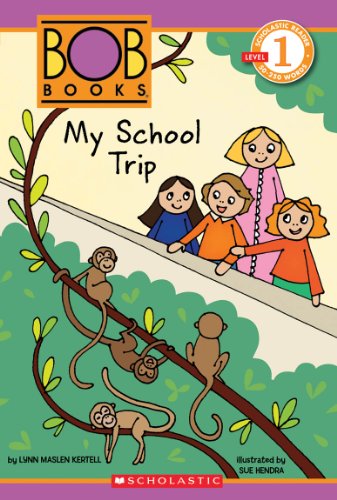 BOB
BOOKS®
SCHOLASTIC READER
LEVEL 1
50-250 WORDS
My School
Trip
by LYNN MASLEN KERTELL
illustrated by
SUE HENDRA
SCHOLASTIC